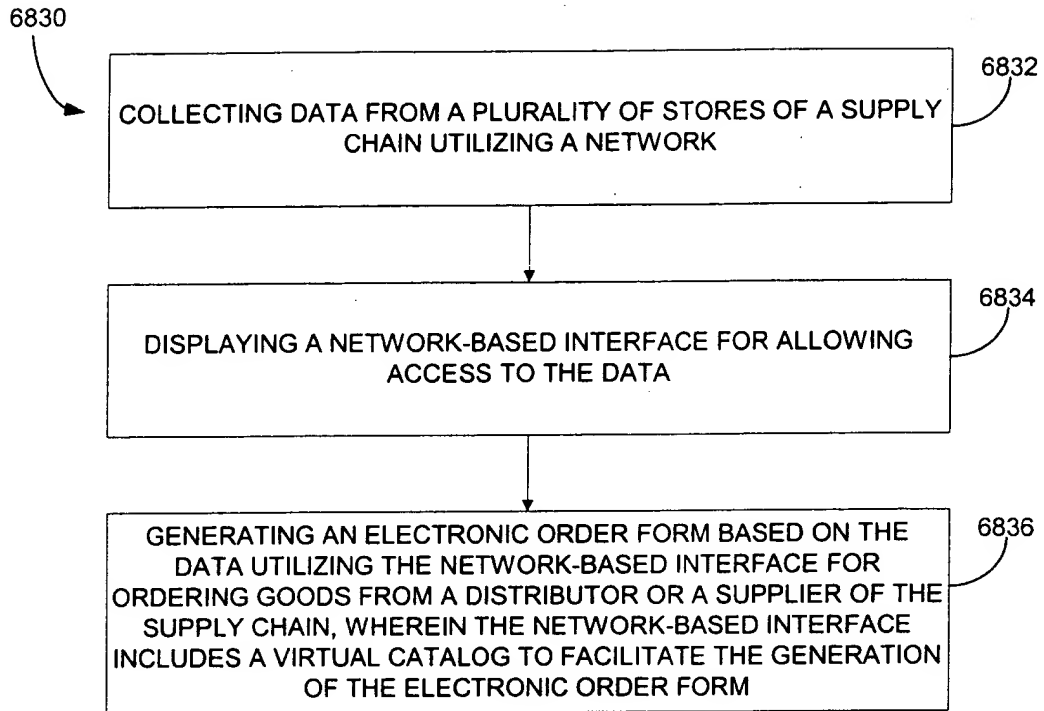 6830
6832
COLLECTING DATA FROM A PLURALITY OF STORES OF A SUPPLY
CHAIN UTILIZING A NETWORK
6834
DISPLAYING A NETWORK-BASED INTERFACE FOR ALLOWING
ACCESS TO THE DATA
6836
GENERATING AN ELECTRONIC ORDER FORM BASED ON THE
DATA UTILIZING THE NETWORK-BASED INTERFACE FOR
ORDERING GOODS FROM A DISTRIBUTOR OR A SUPPLIER OF THE
SUPPLY CHAIN, WHEREIN THE NETWORK-BASED INTERFACE
INCLUDES A VIRTUAL CATALOG TO FACILITATE THE GENERATION
OF THE ELECTRONIC ORDER FORM